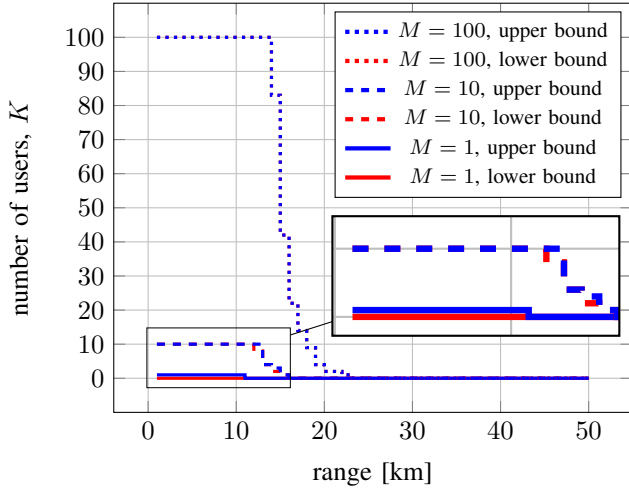 M = 100, upper bound
M = 100, lower bound
M = 10, upper bound
M = 10, lower bound
M = 1, upper bound
M = 1, lower bound
number of users, K
100
90
80
70
60
50
40
30
20
10
0
0 10 20 30 40 50
range [km]